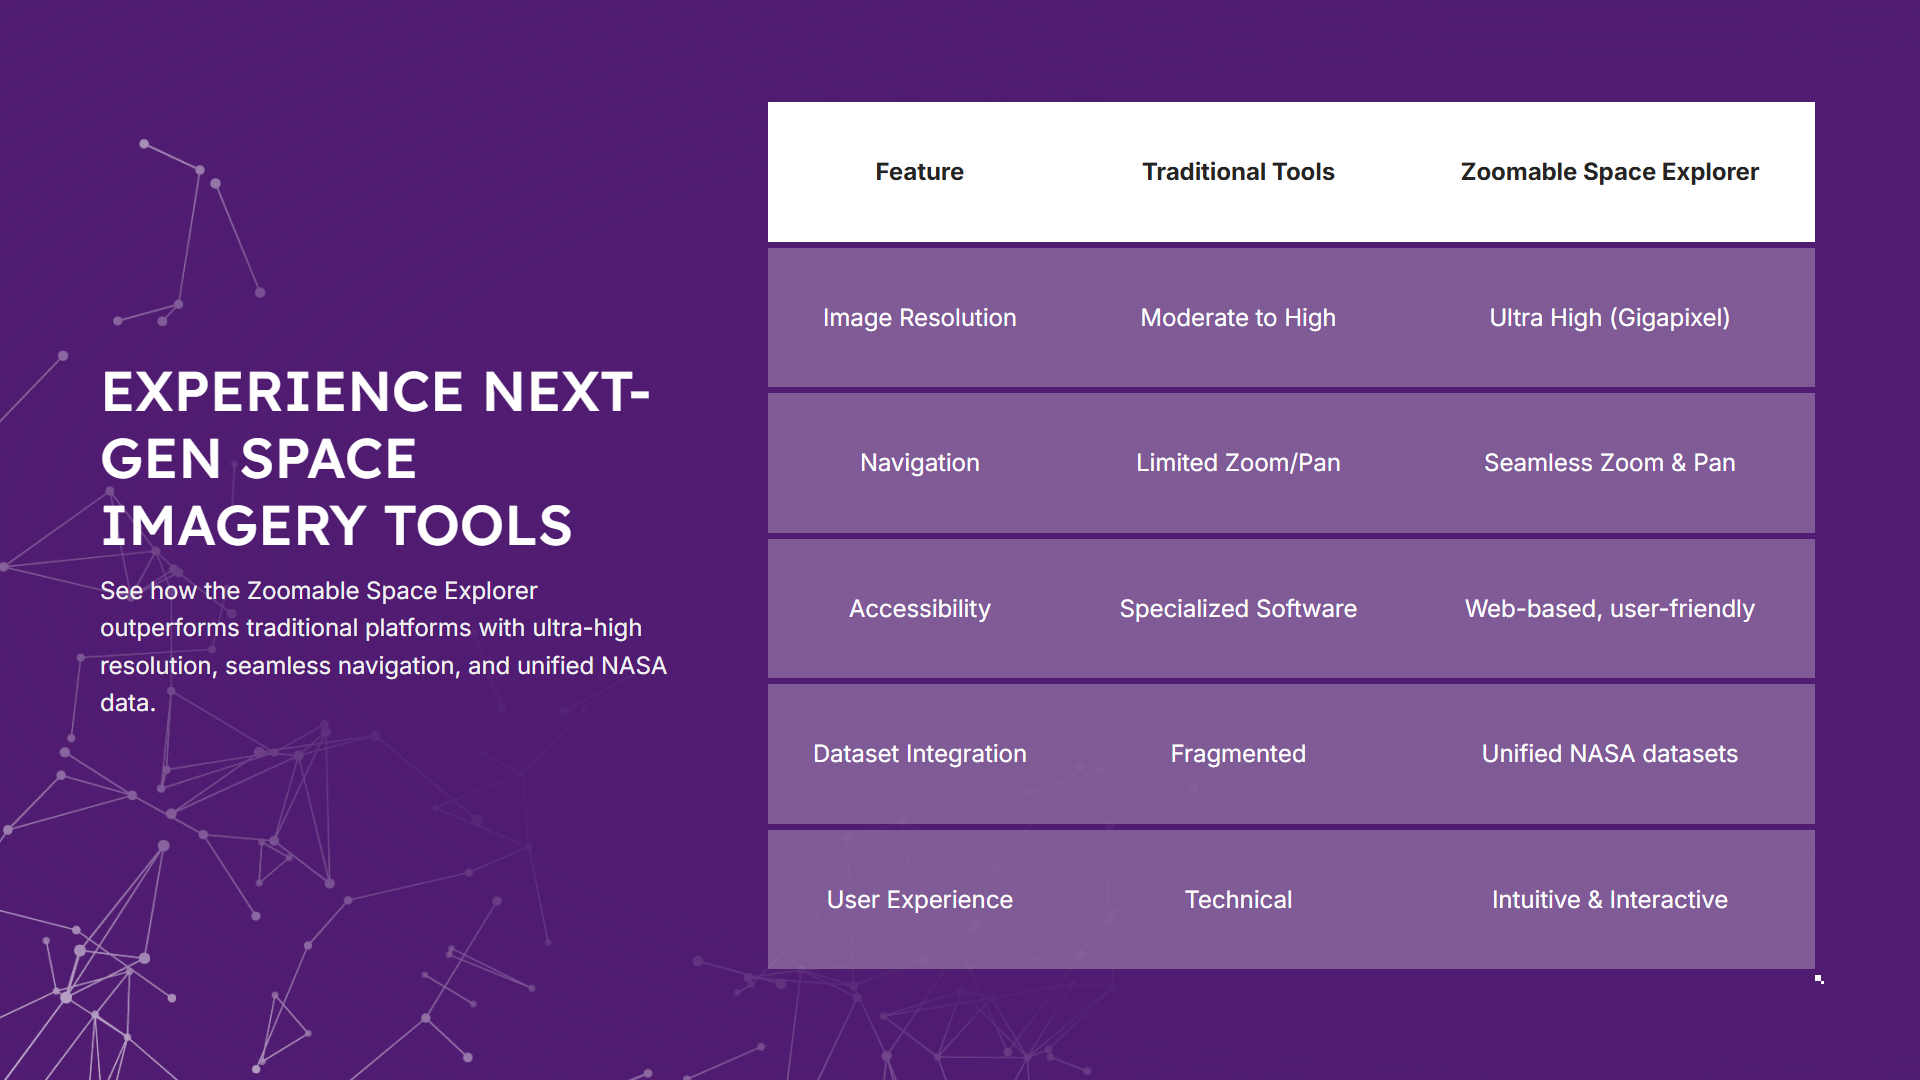 EXPERIENCE NEXT-
GEN SPACE
IMAGERY TOOLS
See how the Zoomable Space Explorer
outperforms traditional platforms with ultra-high
resolution, seamless navigation, and unified NASA
data.
Feature Traditional Tools Zoomable Space Explorer
Image Resolution Moderate to High Ultra High (Gigapixel)
Navigation Limited Zoom/Pan Seamless Zoom & Pan
Accessibility Specialized Software Web-based, user-friendly
Dataset Integration Fragmented Unified NASA datasets
User Experience Technical Intuitive & Interactive